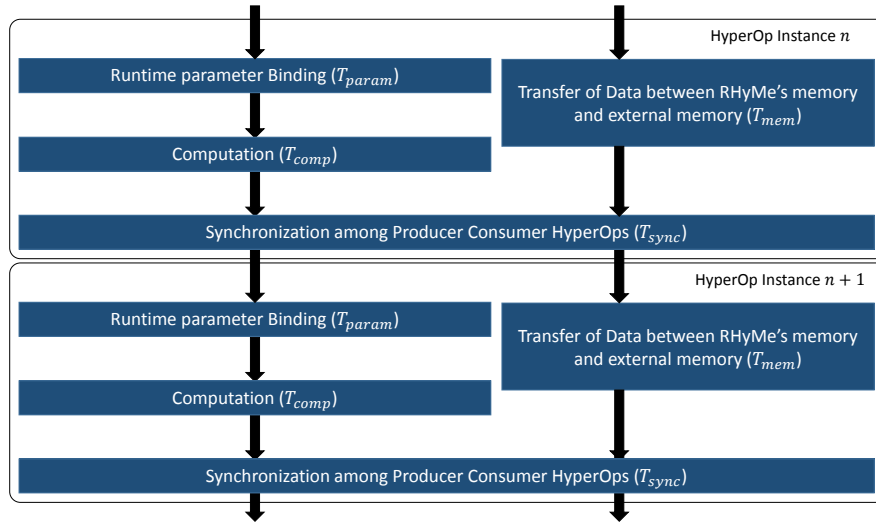 HyperOp Instance n
Runtime parameter Binding (T_param)
Transfer of Data between RHyMe's memory
and external memory (T_mem)
Computation (T_comp)
Synchronization among Producer Consumer HyperOps (T_sync)
HyperOp Instance n + 1
Runtime parameter Binding (T_param)
Transfer of Data between RHyMe's memory
and external memory (T_mem)
Computation (T_comp)
Synchronization among Producer Consumer HyperOps (T_sync)